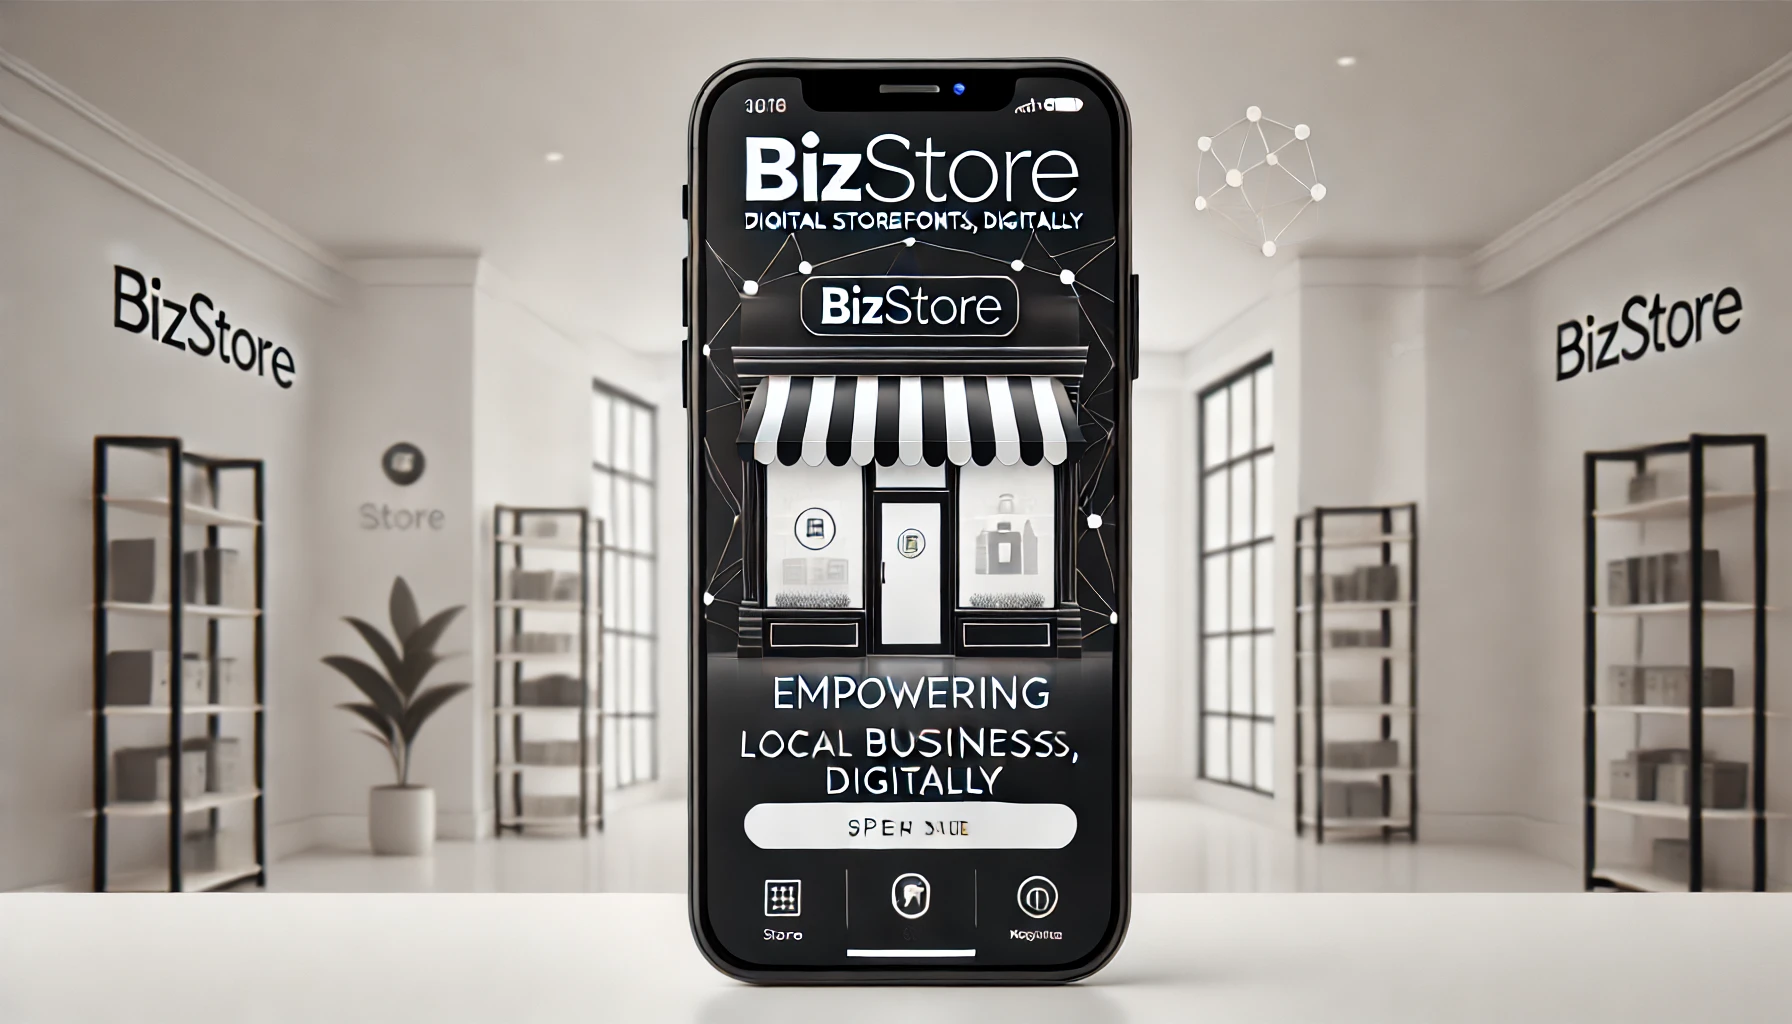 BizStore
DIGITAL STOREFONTS, DIGITALLY
BizStore
EMPOWERING
LOCAL BUSINESSS,
DIGITALLY
Store
BizStore
Store
BizStore